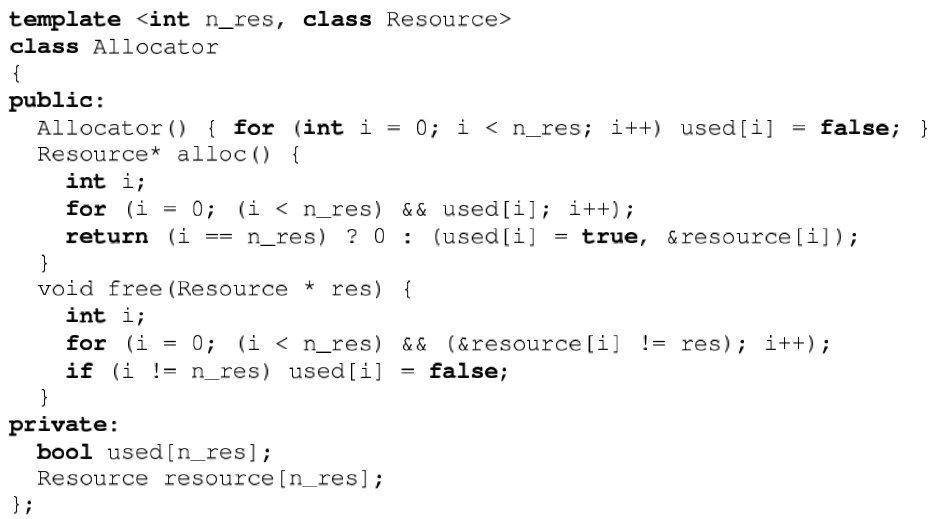 template <int n_res, class Resource>
class Allocator
{
public:
  Allocator() { for (int i = 0; i < n_res; i++) used[i] = false; }
  Resource* alloc() {
    int i;
    for (i = 0; (i < n_res) && used[i]; i++);
    return (i == n_res) ? 0 : (used[i] = true, &resource[i]);
  }
  void free(Resource * res) {
    int i;
    for (i = 0; (i < n_res) && (&resource[i] != res); i++);
    if (i != n_res) used[i] = false;
  }
private:
  bool used[n_res];
  Resource resource[n_res];
};